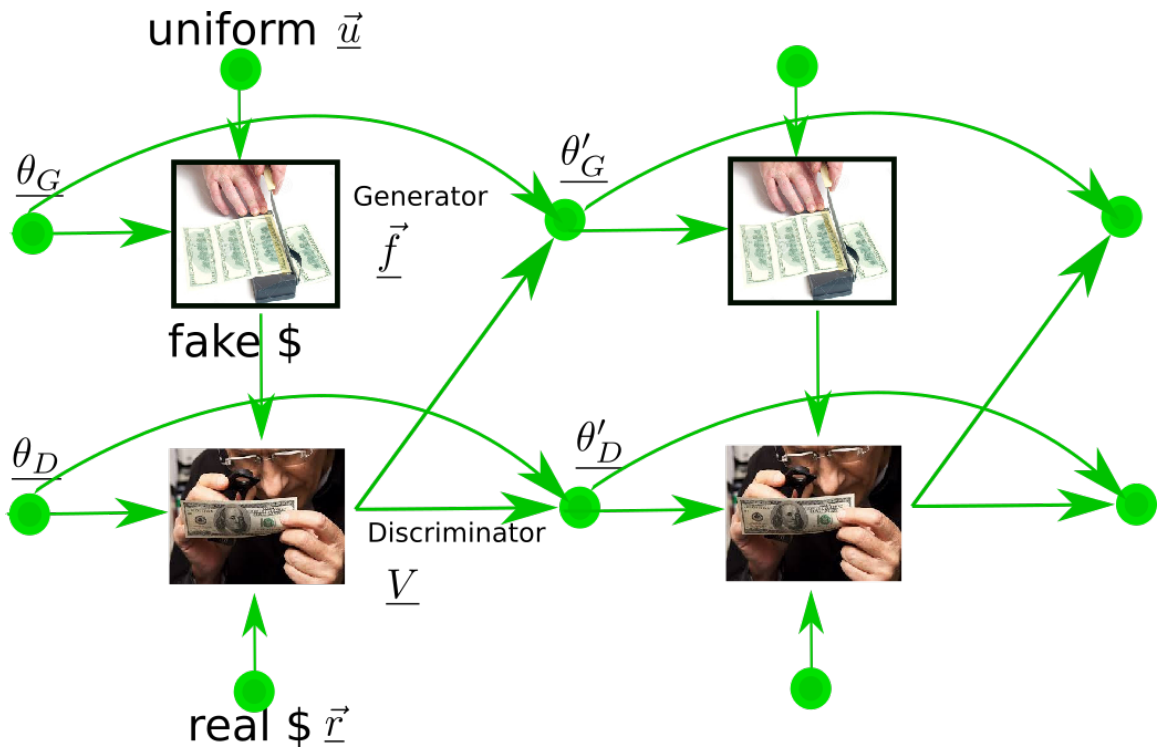 uniform u⃗
θ_G
θ'_G
Generator
f⃗
fake $
θ_D
θ'_D
Discriminator
V
real $ r⃗